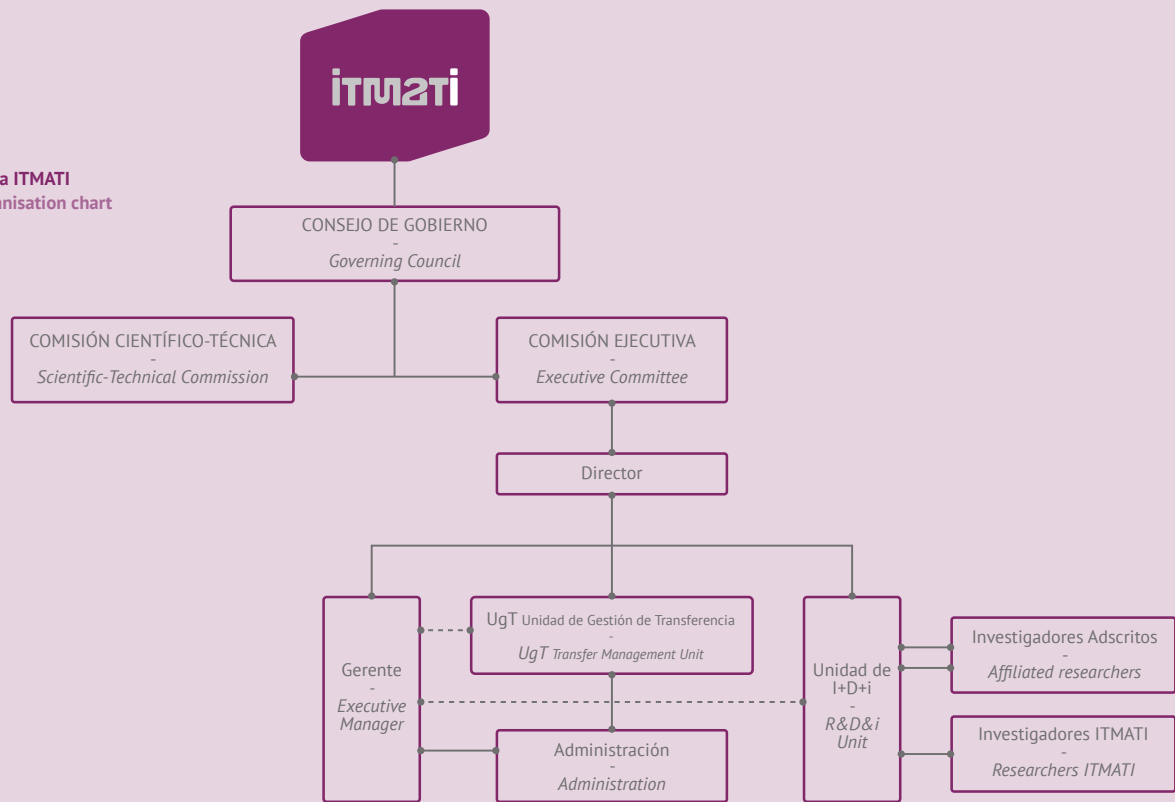 iTMATi
a ITMATI
anisation chart
CONSEJO DE GOBIERNO
-
Governing Council
COMISIÓN CIENTÍFICO-TÉCNICA
-
Scientific-Technical Commission
COMISIÓN EJECUTIVA
-
Executive Committee
Director
Gerente
-
Executive
Manager
UgT Unidad de Gestión de Transferencia
-
UgT Transfer Management Unit
Administración
-
Administration
Unidad de
I+D+i
-
R&D&i
Unit
Investigadores Adscritos
-
Affiliated researchers
Investigadores ITMATI
-
Researchers ITMATI